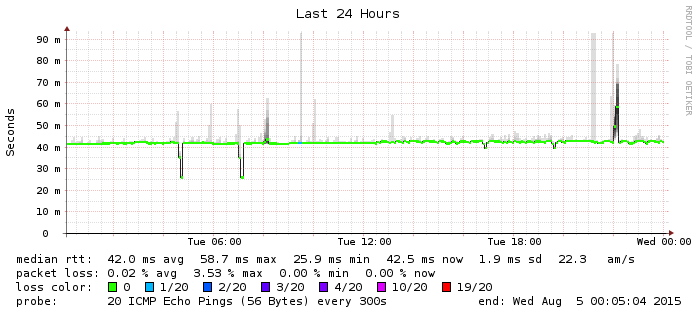 Last 24 Hours
RRDTOOL / TOBI OETIKER
Seconds
90 m
80 m
70 m
60 m
50 m
40 m
30 m
20 m
10 m
0
Tue 06:00 Tue 12:00 Tue 18:00 Wed 00:00
median rtt: 42.0 ms avg 58.7 ms max 25.9 ms min 42.5 ms now 1.9 ms sd 22.3 am/s
packet loss: 0.02 % avg 3.53 % max 0.00 % min 0.00 % now
loss color: 0 1/20 2/20 3/20 4/20 10/20 19/20
probe: 20 ICMP Echo Pings (56 Bytes) every 300s end: Wed Aug 5 00:05:04 2015